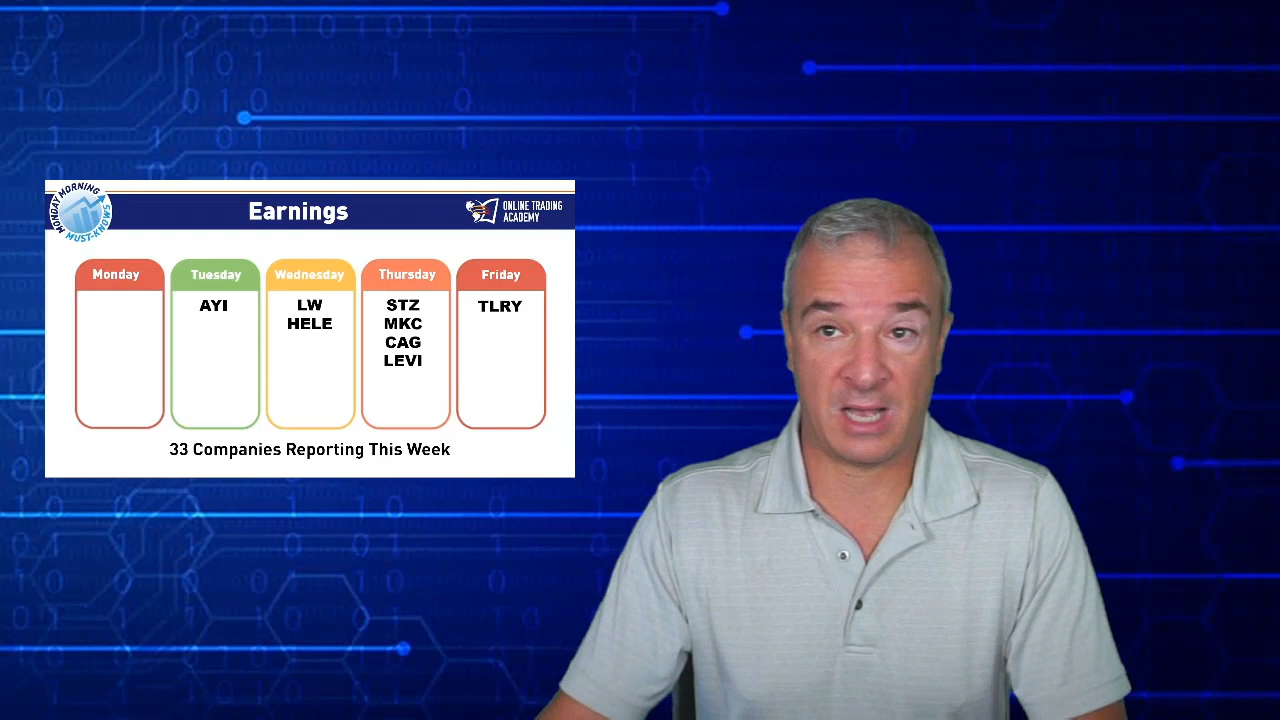 MONDAY MORNING
MUST-KNOWS
Earnings
ONLINE TRADING
ACADEMY
Monday
Tuesday
Wednesday
Thursday
Friday
AYI
LW
HELE
STZ
MKC
CAG
LEVI
TLRY
33 Companies Reporting This Week